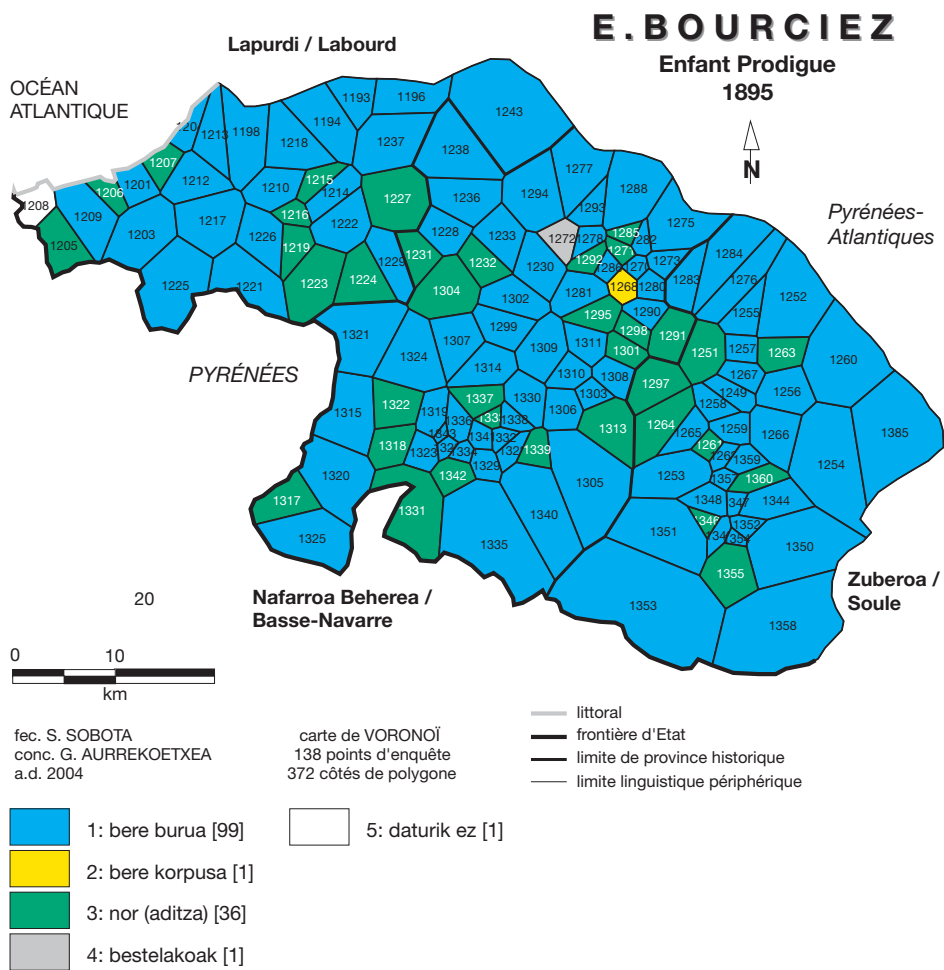 E.BOURCIEZ
Enfant Prodigue
1895
N
Lapurdi / Labourd
OCÉAN
ATLANTIQUE
Pyrénées-
Atlantiques
PYRÉNÉES
Nafarroa Beherea /
Basse-Navarre
Zuberoa /
Soule
1193 1196 1243
1213 1198 1194 1218 1237 1238
1207 1277
1206 1201 1212 1210 1215 1214 1227 1236 1294 1293 1288
1208 1209 1216 1275
1205 1203 1217 1226 1219 1222 1228 1233 1272 1278 1285 1282
1225 1221 1223 1224 1229 1231 1232 1230 1292 1273 1284
1304 1281 1268 1280 1283 1276 1252
1302 1295 1290 1255
1321 1324 1307 1299 1309 1311 1298 1301 1291 1251 1257 1263 1260
1314 1310 1308 1297 1267
1315 1322 1319 1337 1330 1306 1303 1249 1256
1336 1338 1313 1264 1258
1318 1323 1343 1334 1332 1339 1265 1261 1259 1266 1385
1320 1342 1329 1305 1253 1357 1359 1254
1317 1331 1340 1348 1360 1344
1325 1335 1351 1346 1352 1350
1355
1353 1358
20
0 10
km
fec. S. SOBOTA
conc. G. AURREKOETXEA
a.d. 2004
carte de VORONOÏ
138 points d'enquête
372 côtés de polygone
littoral
frontière d'Etat
limite de province historique
limite linguistique périphérique
1: bere burua [99]
2: bere korpusa [1]
3: nor (aditza) [36]
4: bestelakoak [1]
5: daturik ez [1]